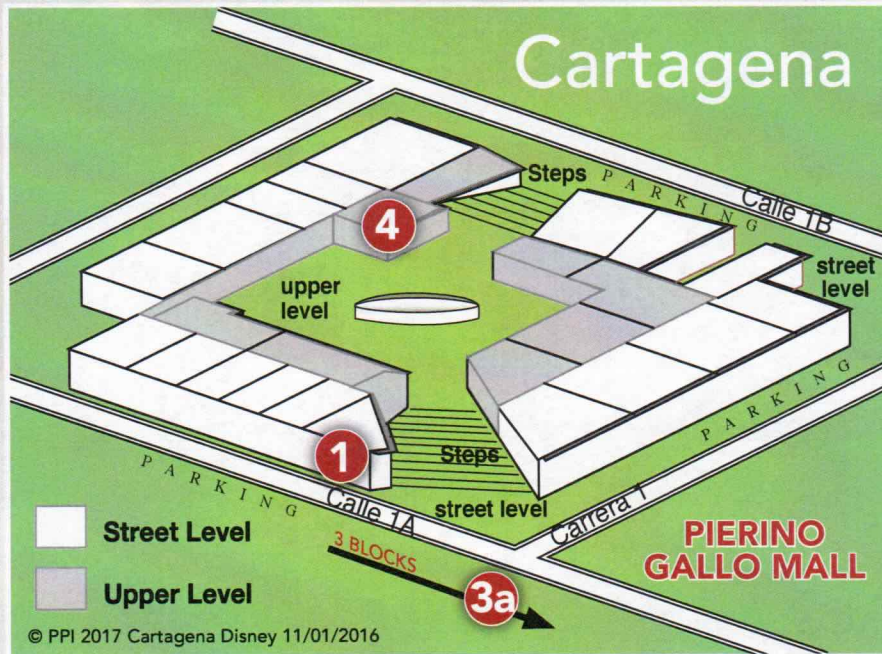 Cartagena
Steps
PARKING
Calle 1B
4
street
level
upper
level
PARKING
1
Steps
PARKING
street level
Calle 1A
Carrera 1
Street Level
3 BLOCKS
PIERINO
GALLO MALL
3a
Upper Level
© PPI 2017 Cartagena Disney 11/01/2016